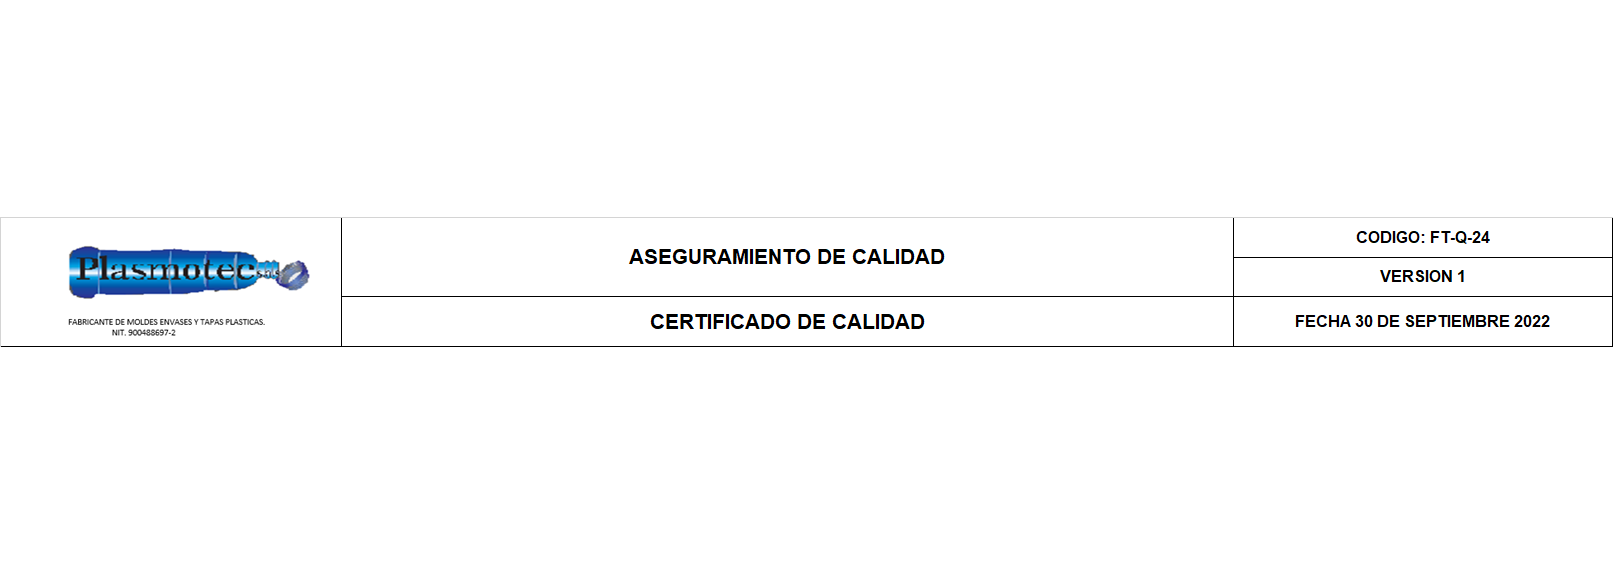 Plasmotec s.a.s
FABRICANTE DE MOLDES ENVASES Y TAPAS PLASTICAS.
NIT. 900488697-2
ASEGURAMIENTO DE CALIDAD
CERTIFICADO DE CALIDAD
CODIGO: FT-Q-24
VERSION 1
FECHA 30 DE SEPTIEMBRE 2022